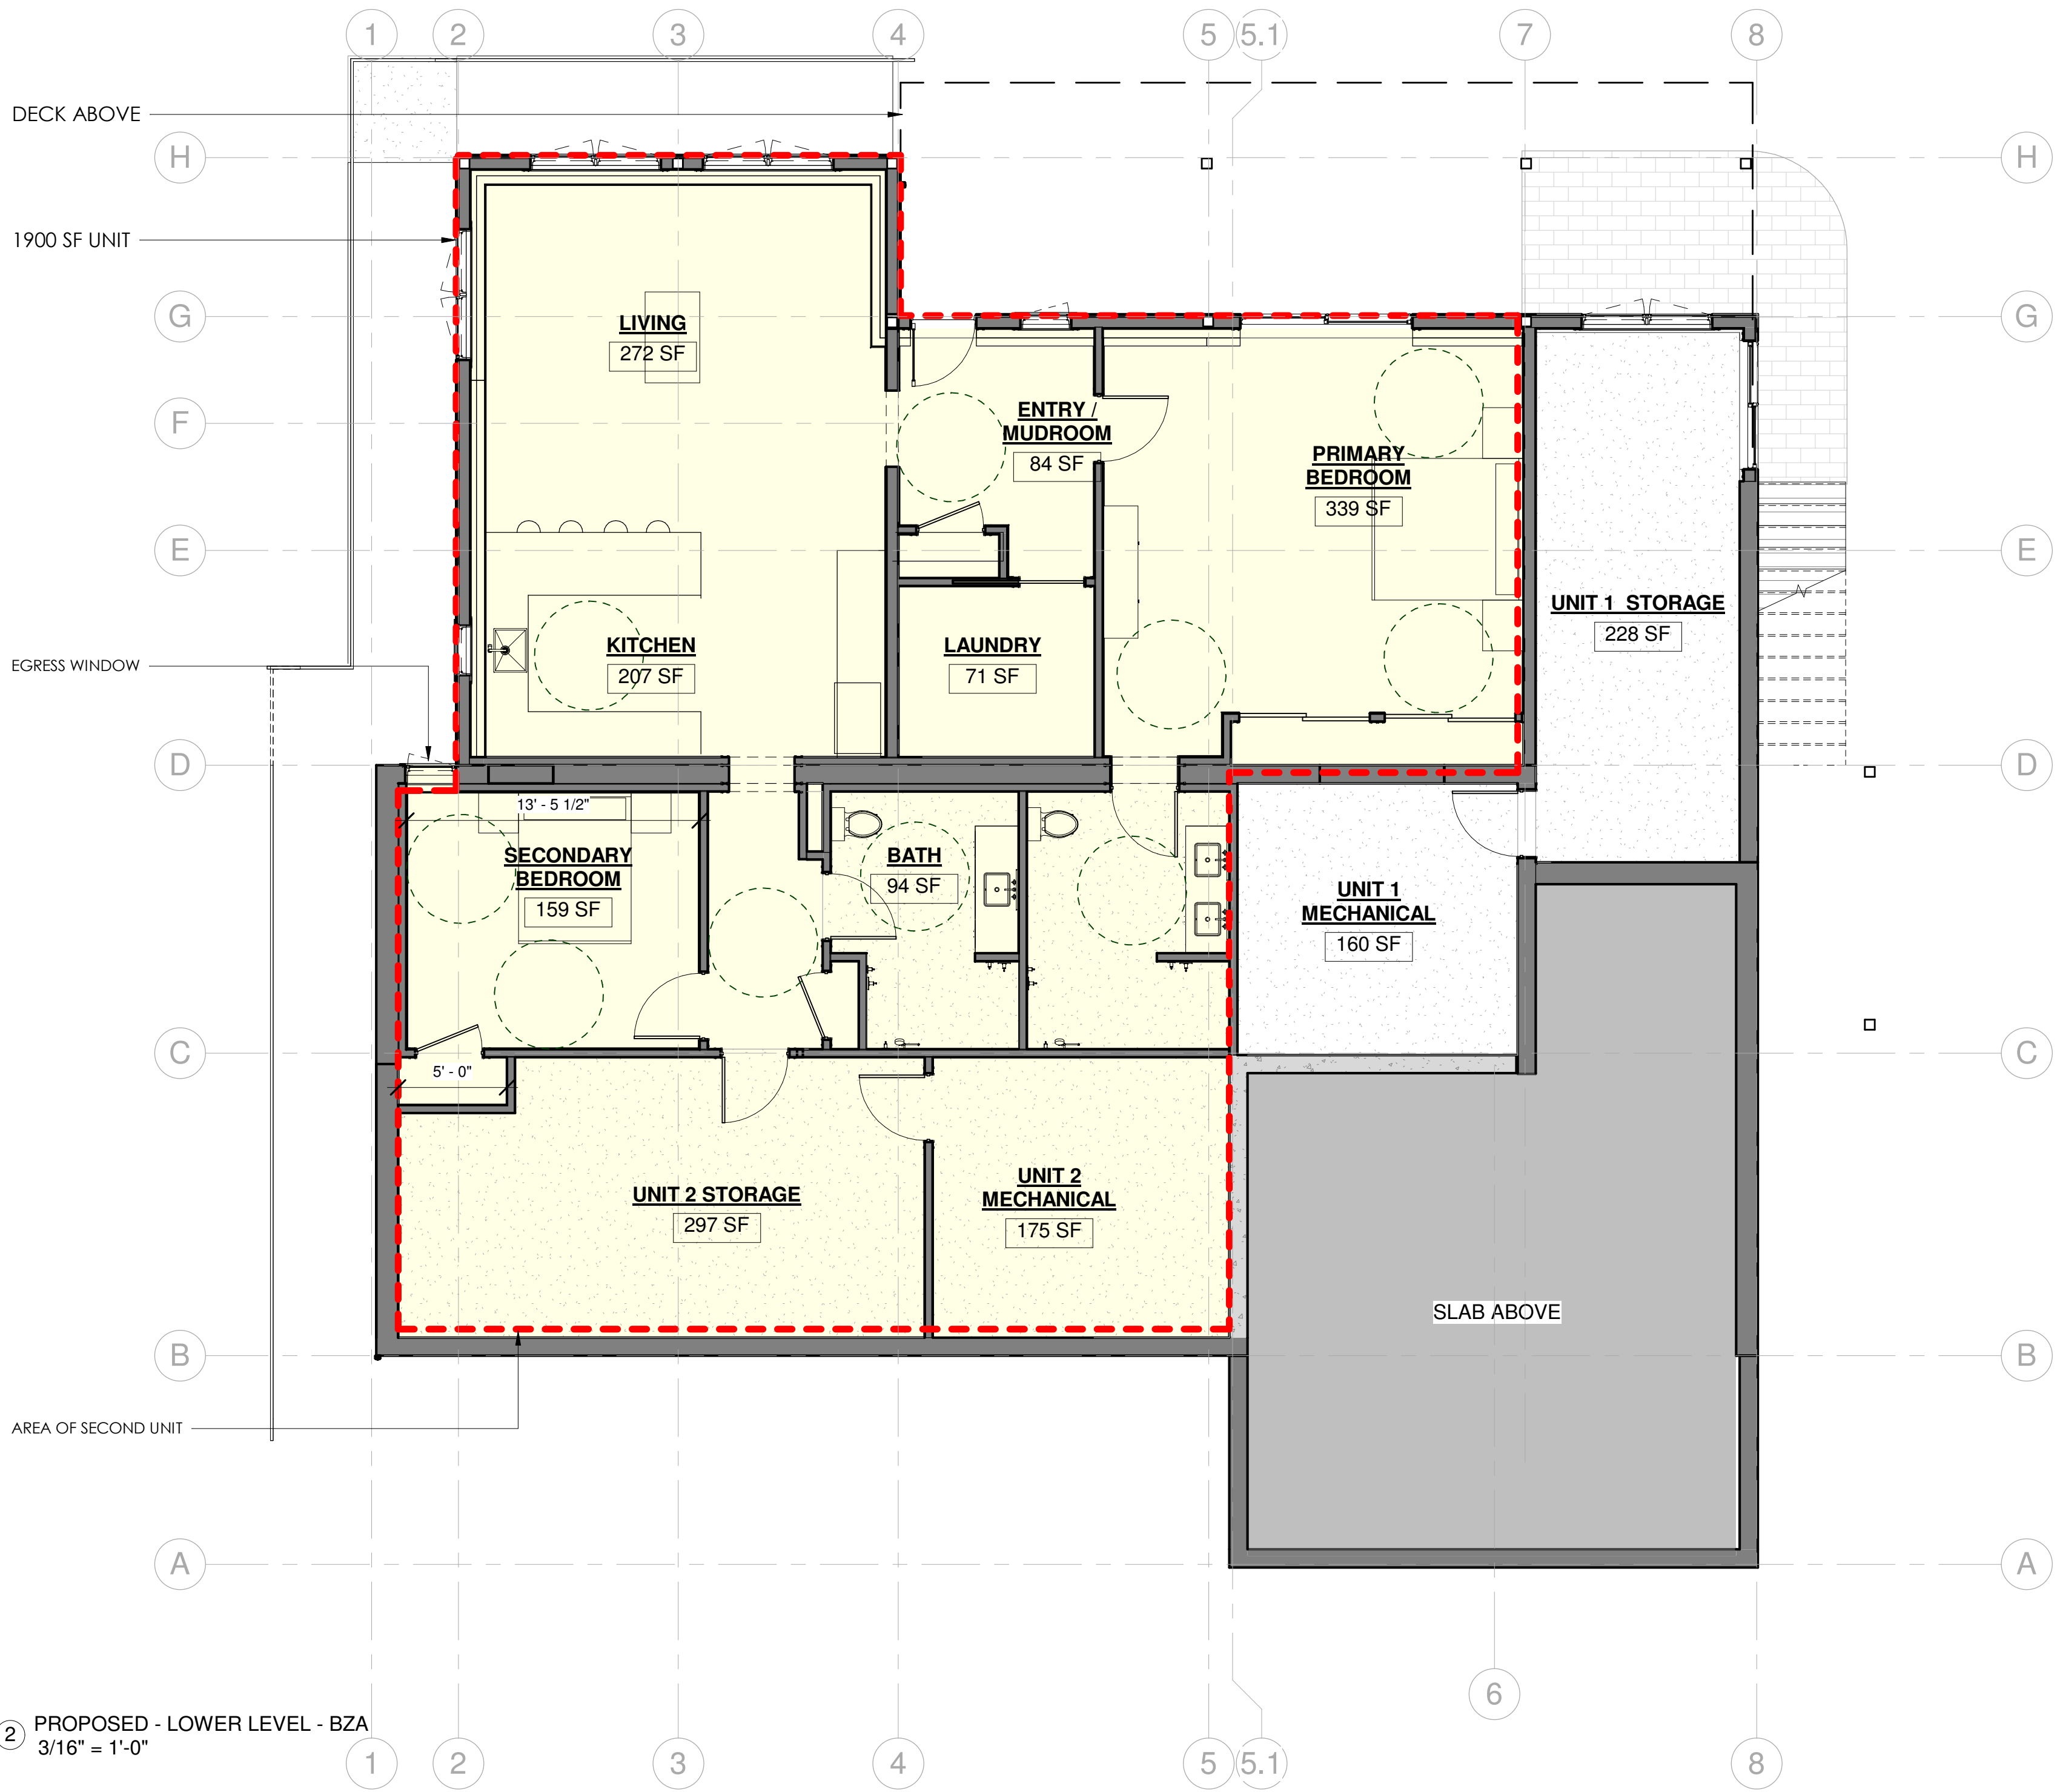 1 2 3 4 5 5.1 7 8
DECK ABOVE
H H
1900 SF UNIT
G G
LIVING
272 SF
F F
ENTRY /
MUDROOM
84 SF
PRIMARY
BEDROOM
339 SF
E E
UNIT 1 STORAGE
228 SF
EGRESS WINDOW
KITCHEN
207 SF
LAUNDRY
71 SF
D D
13' - 5 1/2"
SECONDARY
BEDROOM
159 SF
BATH
94 SF
UNIT 1
MECHANICAL
160 SF
C C
5' - 0"
UNIT 2 STORAGE
297 SF
UNIT 2
MECHANICAL
175 SF
SLAB ABOVE
B B
AREA OF SECOND UNIT
A A
6
2 PROPOSED - LOWER LEVEL - BZA
3/16" = 1'-0"
1 2 3 4 5 5.1 8